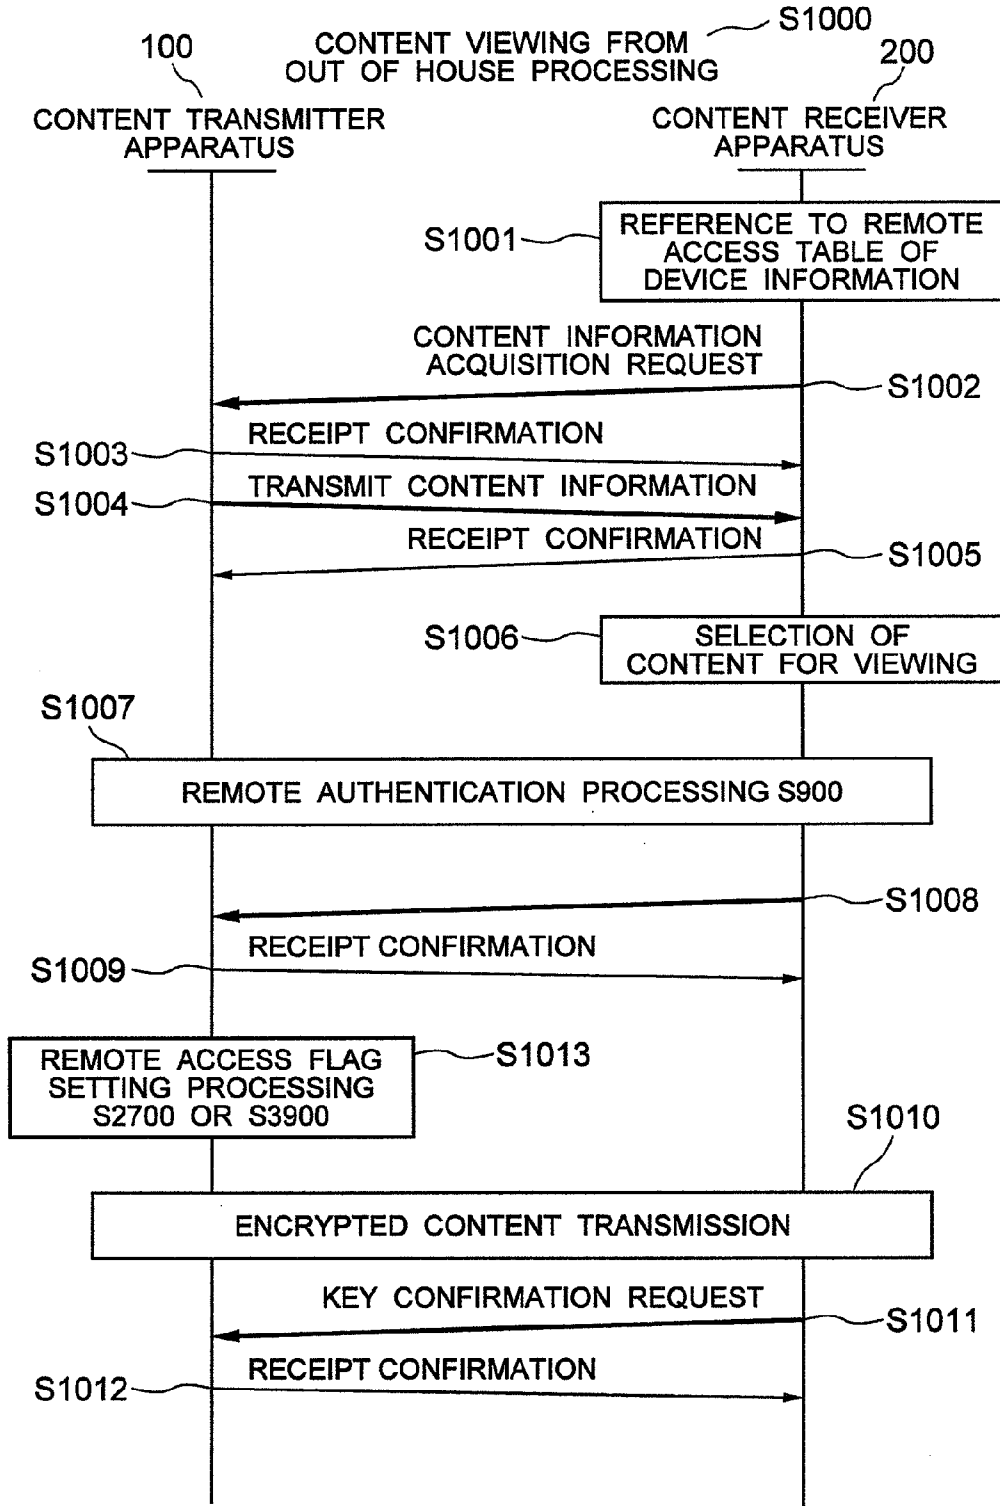 S1000
CONTENT VIEWING FROM
OUT OF HOUSE PROCESSING
100
200
CONTENT TRANSMITTER
APPARATUS
CONTENT RECEIVER
APPARATUS
S1001
REFERENCE TO REMOTE
ACCESS TABLE OF
DEVICE INFORMATION
CONTENT INFORMATION
ACQUISITION REQUEST
S1002
RECEIPT CONFIRMATION
S1003
TRANSMIT CONTENT INFORMATION
S1004
RECEIPT CONFIRMATION
S1005
S1006
SELECTION OF
CONTENT FOR VIEWING
S1007
REMOTE AUTHENTICATION PROCESSING S900
S1008
RECEIPT CONFIRMATION
S1009
REMOTE ACCESS FLAG
SETTING PROCESSING
S2700 OR S3900
S1013
S1010
ENCRYPTED CONTENT TRANSMISSION
KEY CONFIRMATION REQUEST
S1011
RECEIPT CONFIRMATION
S1012